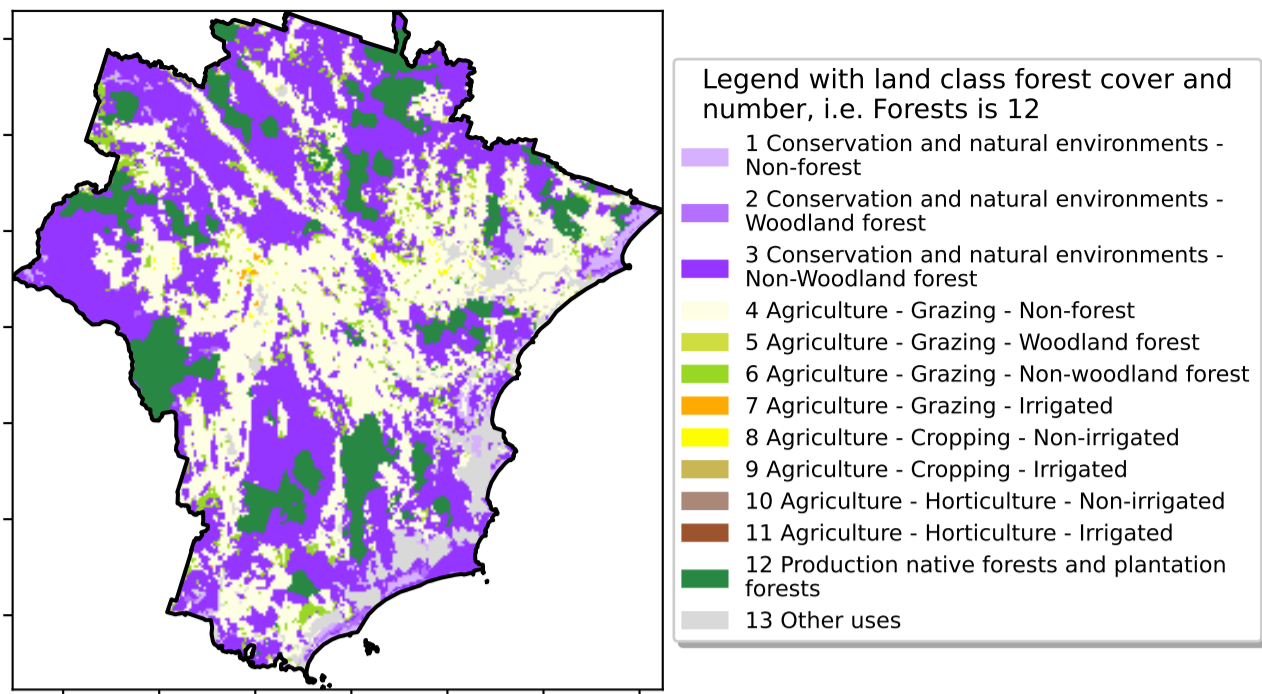 Legend with land class forest cover and
number, i.e. Forests is 12
1 Conservation and natural environments -
Non-forest
2 Conservation and natural environments -
Woodland forest
3 Conservation and natural environments -
Non-Woodland forest
4 Agriculture - Grazing - Non-forest
5 Agriculture - Grazing - Woodland forest
6 Agriculture - Grazing - Non-woodland forest
7 Agriculture - Grazing - Irrigated
8 Agriculture - Cropping - Non-irrigated
9 Agriculture - Cropping - Irrigated
10 Agriculture - Horticulture - Non-irrigated
11 Agriculture - Horticulture - Irrigated
12 Production native forests and plantation
forests
13 Other uses